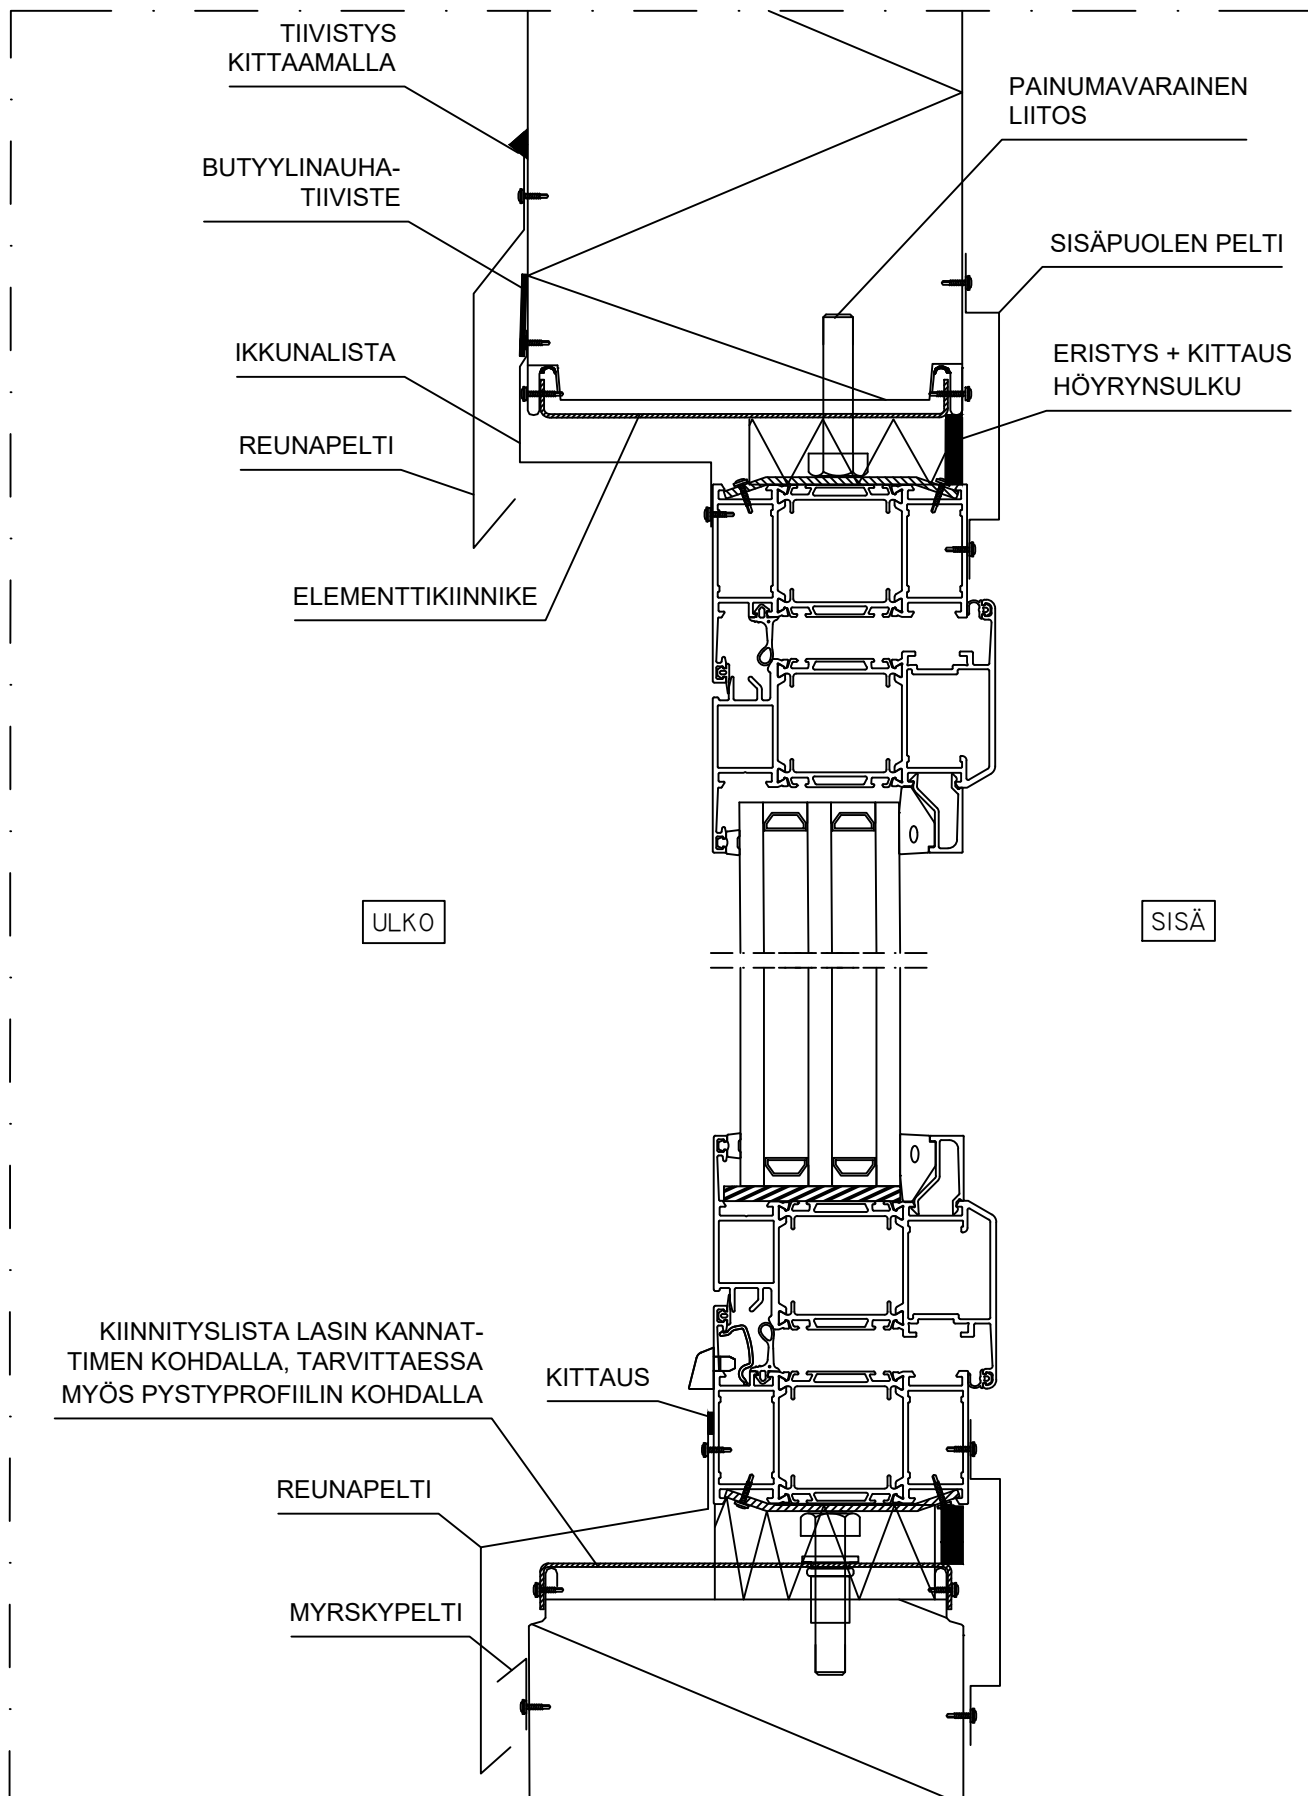 TIIVISTYS
KITTAAMALLA
PAINUMAVARAINEN
LIITOS
BUTYYLINAUHA-
TIIVISTE
SISÄPUOLEN PELTI
IKKUNALISTA
ERISTYS + KITTAUS
HÖYRYNSULKU
REUNAPELTI
ELEMENTTIKIINNIKE
ULKO
SISÄ
KIINNITYSLISTA LASIN KANNAT-
TIMEN KOHDALLA, TARVITTAESSA
MYÖS PYSTYPROFIILIN KOHDALLA
KITTAUS
REUNAPELTI
MYRSKYPELTI